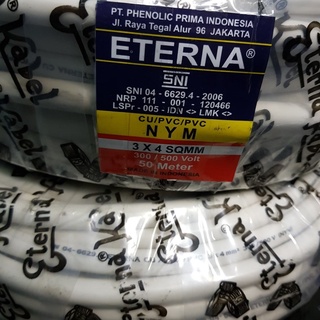 PT. PHENOLIC PRIMA INDONESIA
Jl. Raya Tegal Alur 96 JAKARTA
ETERNA®
SNI
SNI 04 - 6629.4 - 2006
NRP 111 - 001 - 120466
LSPr - 005 - IDN <> LMK <>
CU/PVC/PVC
NYM
3 X 4 SQMM
300 / 500 Volt
50 Meter
Eterna
Kabel